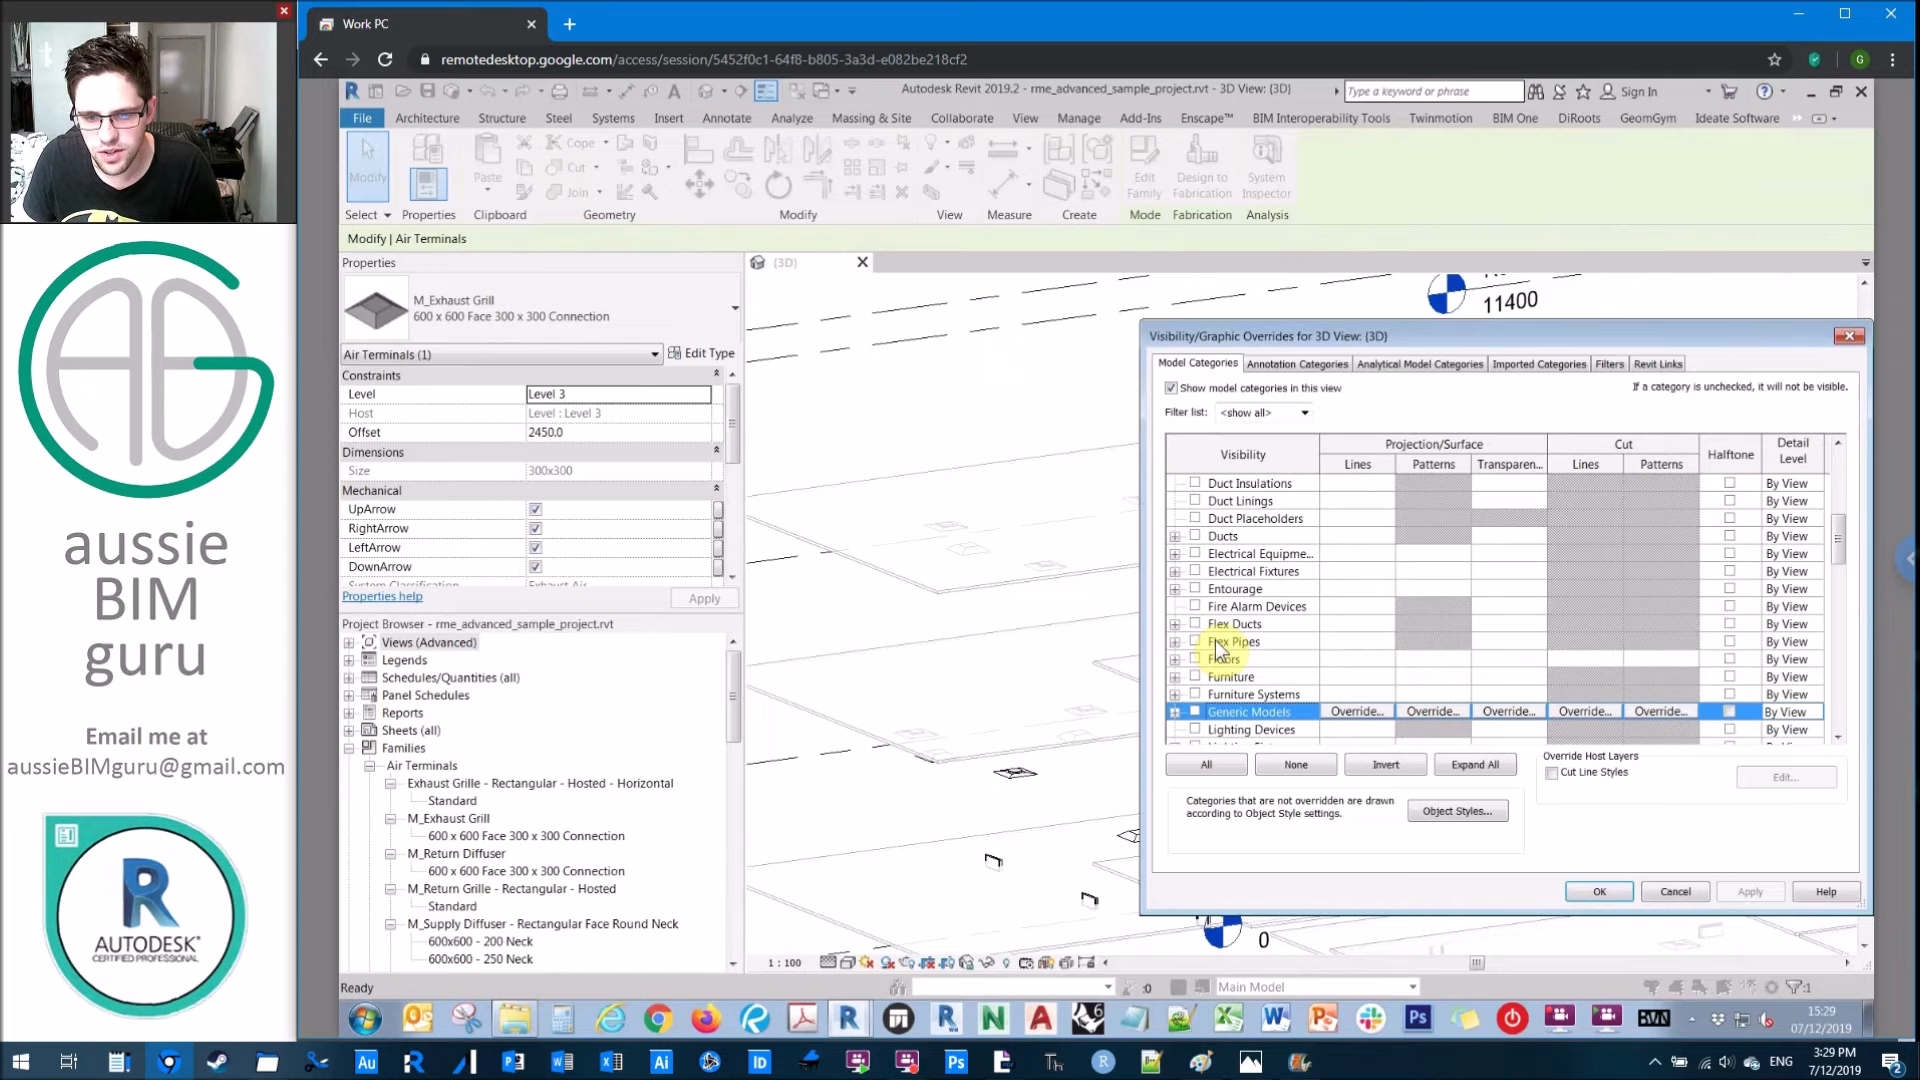 Work PC
remotedesktop.google.com/access/session/5452f0c1-64f8-b805-3a3d-e082be218cf2
G
Autodesk Revit 2019.2 - rme_advanced_sample_project.rvt - 3D View: {3D}
Type a keyword or phrase
Sign In
File Architecture Structure Steel Systems Insert Annotate Analyze Massing & Site Collaborate View Manage Add-Ins Enscape™ BIM Interoperability Tools Twinmotion BIM One DiRoots GeomGym Ideate Software
Modify
Paste
Cope
Cut
Join
Edit Family
Design to Fabrication
System Inspector
Select Properties Clipboard Geometry Modify View Measure Create Mode Fabrication Analysis
Modify | Air Terminals
Properties
{3D}
M_Exhaust Grill
600 x 600 Face 300 x 300 Connection
Air Terminals (1)
Edit Type
Constraints
Level Level 3
Host Level : Level 3
Offset 2450.0
Dimensions
Size 300x300
Mechanical
UpArrow
RightArrow
LeftArrow
DownArrow
System Classification Exhaust Air
Properties help
Apply
Project Browser - rme_advanced_sample_project.rvt
Views (Advanced)
Legends
Schedules/Quantities (all)
Panel Schedules
Reports
Sheets (all)
Families
Air Terminals
Exhaust Grille - Rectangular - Hosted - Horizontal
Standard
M_Exhaust Grill
600 x 600 Face 300 x 300 Connection
M_Return Diffuser
600 x 600 Face 300 x 300 Connection
M_Return Grille - Rectangular - Hosted
Standard
M_Supply Diffuser - Rectangular Face Round Neck
600x600 - 200 Neck
600x600 - 250 Neck
11400
0
Visibility/Graphic Overrides for 3D View: {3D}
Model Categories Annotation Categories Analytical Model Categories Imported Categories Filters Revit Links
Show model categories in this view
If a category is unchecked, it will not be visible.
Filter list: <show all>
Visibility Projection/Surface Cut Halftone Detail Level
Lines Patterns Transparen... Lines Patterns
Duct Insulations By View
Duct Linings By View
Duct Placeholders By View
Ducts By View
Electrical Equipme... By View
Electrical Fixtures By View
Entourage By View
Fire Alarm Devices By View
Flex Ducts By View
Flex Pipes By View
Floors By View
Furniture By View
Furniture Systems By View
Generic Models Override... Override... Override... Override... Override... By View
Lighting Devices By View
All None Invert Expand All
Override Host Layers
Cut Line Styles
Edit...
Categories that are not overridden are drawn
according to Object Style settings.
Object Styles...
OK Cancel Apply Help
1 : 100
Ready
:0
Main Model
:1
15:29
07/12/2019
ENG
3:29 PM
7/12/2019
2
aussie
BIM
guru
Email me at
aussieBIMguru@gmail.com
R
AUTODESK
CERTIFIED PROFESSIONAL